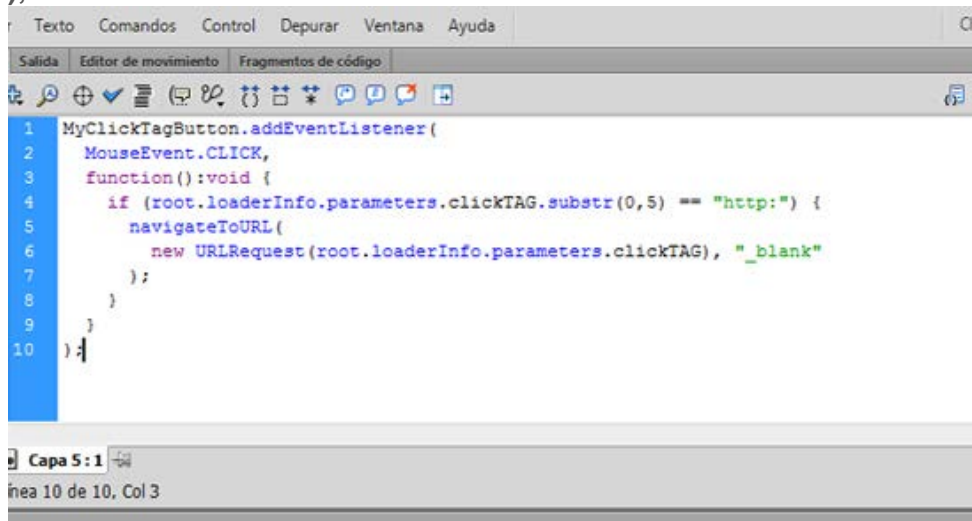 ),
Texto Comandos Control Depurar Ventana Ayuda
Salida Editor de movimiento Fragmentos de código
1 MyClickTagButton.addEventListener(
2 MouseEvent.CLICK,
3 function():void {
4 if (root.loaderInfo.parameters.clickTAG.substr(0,5) == "http:") {
5 navigateToURL(
6 new URLRequest(root.loaderInfo.parameters.clickTAG), "_blank"
7 );
8 }
9 }
10 );
Capa 5:1
ínea 10 de 10, Col 3